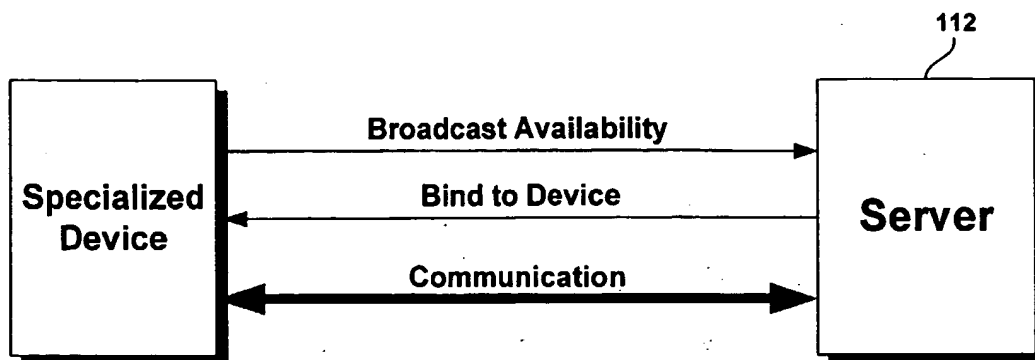 112
Broadcast Availability
Specialized
Device
Bind to Device
Server
Communication